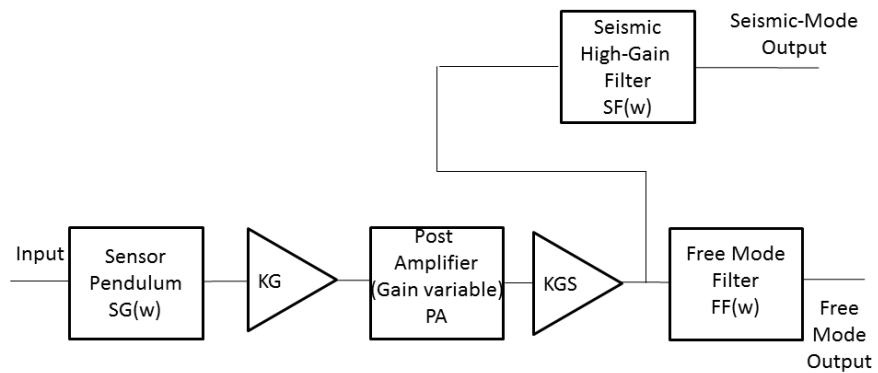 Seismic
High-Gain
Filter
SF(w)
Seismic-Mode
Output
Input
Sensor
Pendulum
SG(w)
KG
Post
Amplifier
(Gain variable)
PA
KGS
Free Mode
Filter
FF(w)
Free
Mode
Output